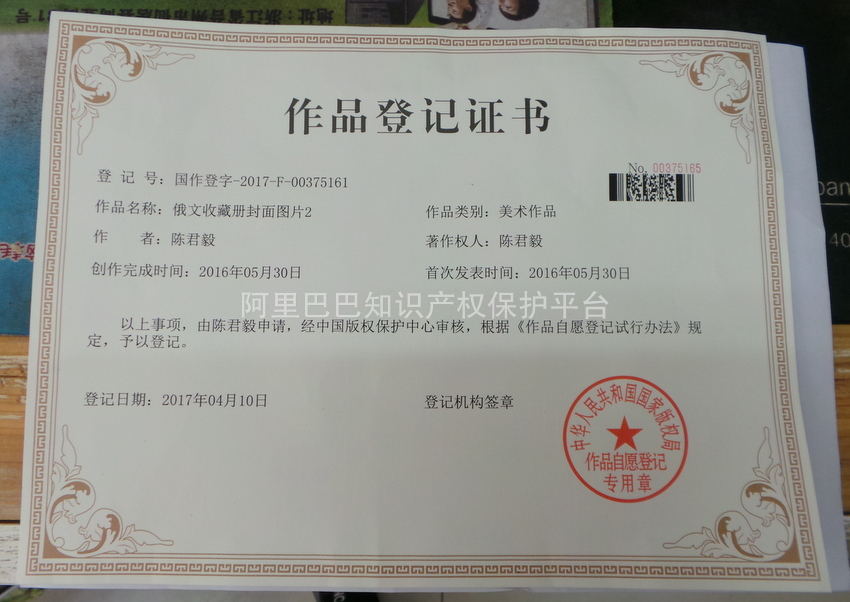 作品登记证书
No. 00375165
登 记 号：国作登字-2017-F-00375161
作品名称：俄文收藏册封面图片2
作品类别：美术作品
作 者：陈君毅
著作权人：陈君毅
创作完成时间：2016年05月30日
首次发表时间：2016年05月30日
阿里巴巴知识产权保护平台
以上事项，由陈君毅申请，经中国版权保护中心审核，根据《作品自愿登记试行办法》规
定，予以登记。
登记日期：2017年04月10日
登记机构签章
中华人民共和国国家版权局
作品自愿登记
专用章